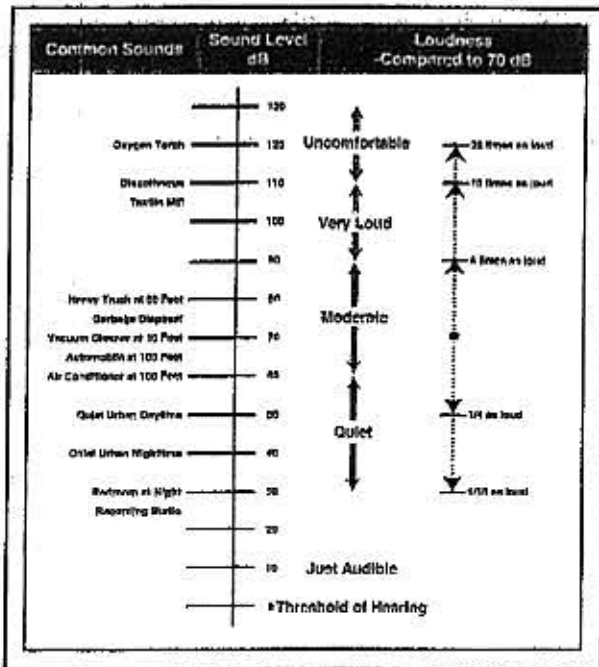 Common Sounds
Sound Level
dB
Loudness
-Compared to 70 dB
130
Oxygen Torch 120 Uncomfortable
Discotheque 110
Textile Mill
100 Very Loud
90 4 times as loud
Heavy Truck at 50 Feet 80
Garbage Disposal Moderate
Vacuum Cleaner at 10 Feet 70
Automobile at 100 Feet
Air Conditioner at 100 Feet
Quiet Urban Daytime 50 1/4 as loud
Quiet
Quiet Urban Nighttime 40
Bedroom at Night as loud
Recording Studio
20
10 Just Audible
Threshold of Hearing